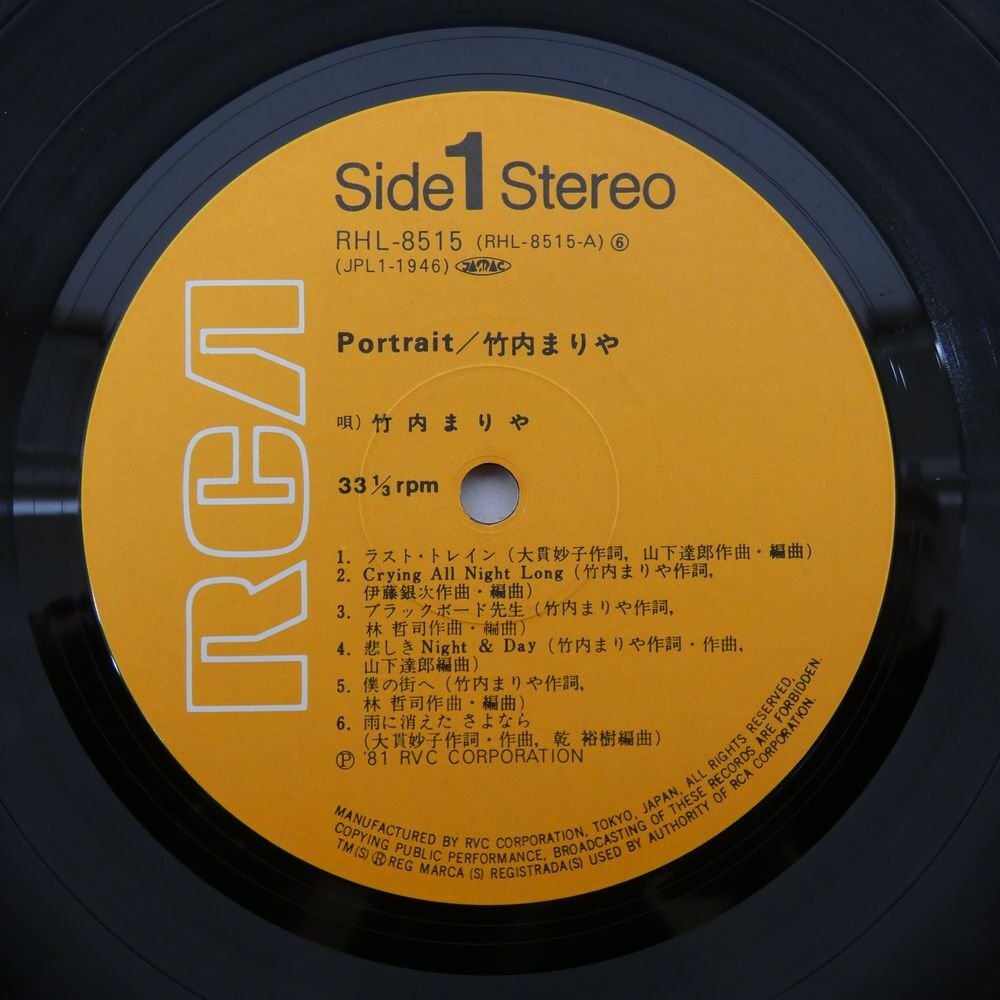 Side 1 Stereo
RHL-8515 (RHL-8515-A) ⑥
(JPL1-1946) JASRAC
Portrait／竹内まりや
唄) 竹内まりや
33 1/3 rpm
1. ラスト・トレイン (大貫妙子作詞, 山下達郎作曲・編曲)
2. Crying All Night Long (竹内まりや作詞,
伊藤銀次作曲・編曲)
3. ブラックボード先生 (竹内まりや作詞,
林 哲司作曲・編曲)
4. 悲しきNight & Day (竹内まりや作詞・作曲,
山下達郎編曲)
5. 僕の街へ (竹内まりや作詞,
林 哲司作曲・編曲)
6. 雨に消えた さよなら
(大貫妙子作詞・作曲, 乾 裕樹編曲)
Ⓟ '81 RVC CORPORATION
MANUFACTURED BY RVC CORPORATION, TOKYO, JAPAN, ALL RIGHTS RESERVED,
COPYING PUBLIC PERFORMANCE, BROADCASTING OF THESE RECORDS ARE FORBIDDEN.
TM(S) ® REG MARCA (S) REGISTRADA(S) USED BY AUTHORITY OF RCA CORPORATION.
RCA